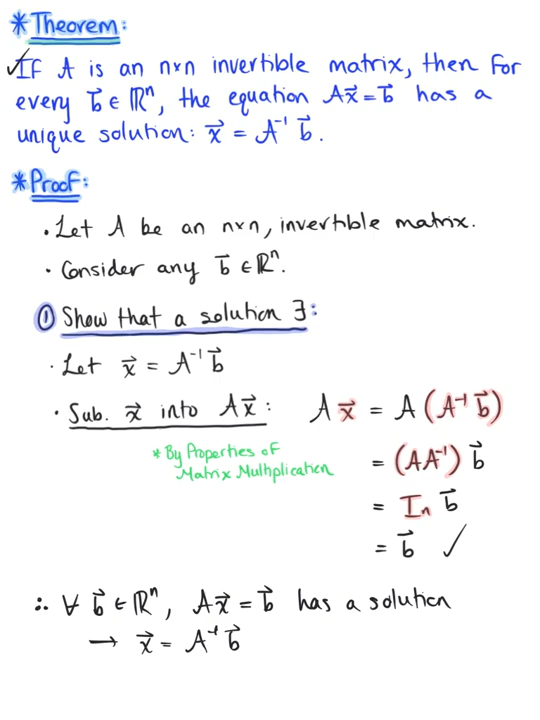 *Theorem:
✓If A is an n×n invertible matrix, then for
every b⃗ ∈ ℝⁿ, the equation Ax⃗ = b⃗ has a
unique solution: x⃗ = A⁻¹ b⃗.
*Proof:
• Let A be an n×n, invertible matrix.
• Consider any b⃗ ∈ ℝⁿ.
① Show that a solution ∃:
• Let x⃗ = A⁻¹ b⃗
• Sub. x⃗ into Ax⃗: A x⃗ = A (A⁻¹ b⃗)
* By Properties of
Matrix Multiplication
= (AA⁻¹) b⃗
= Iₙ b⃗
= b⃗ ✓
∴ ∀ b⃗ ∈ ℝⁿ, Ax⃗ = b⃗ has a solution
→ x⃗ = A⁻¹ b⃗